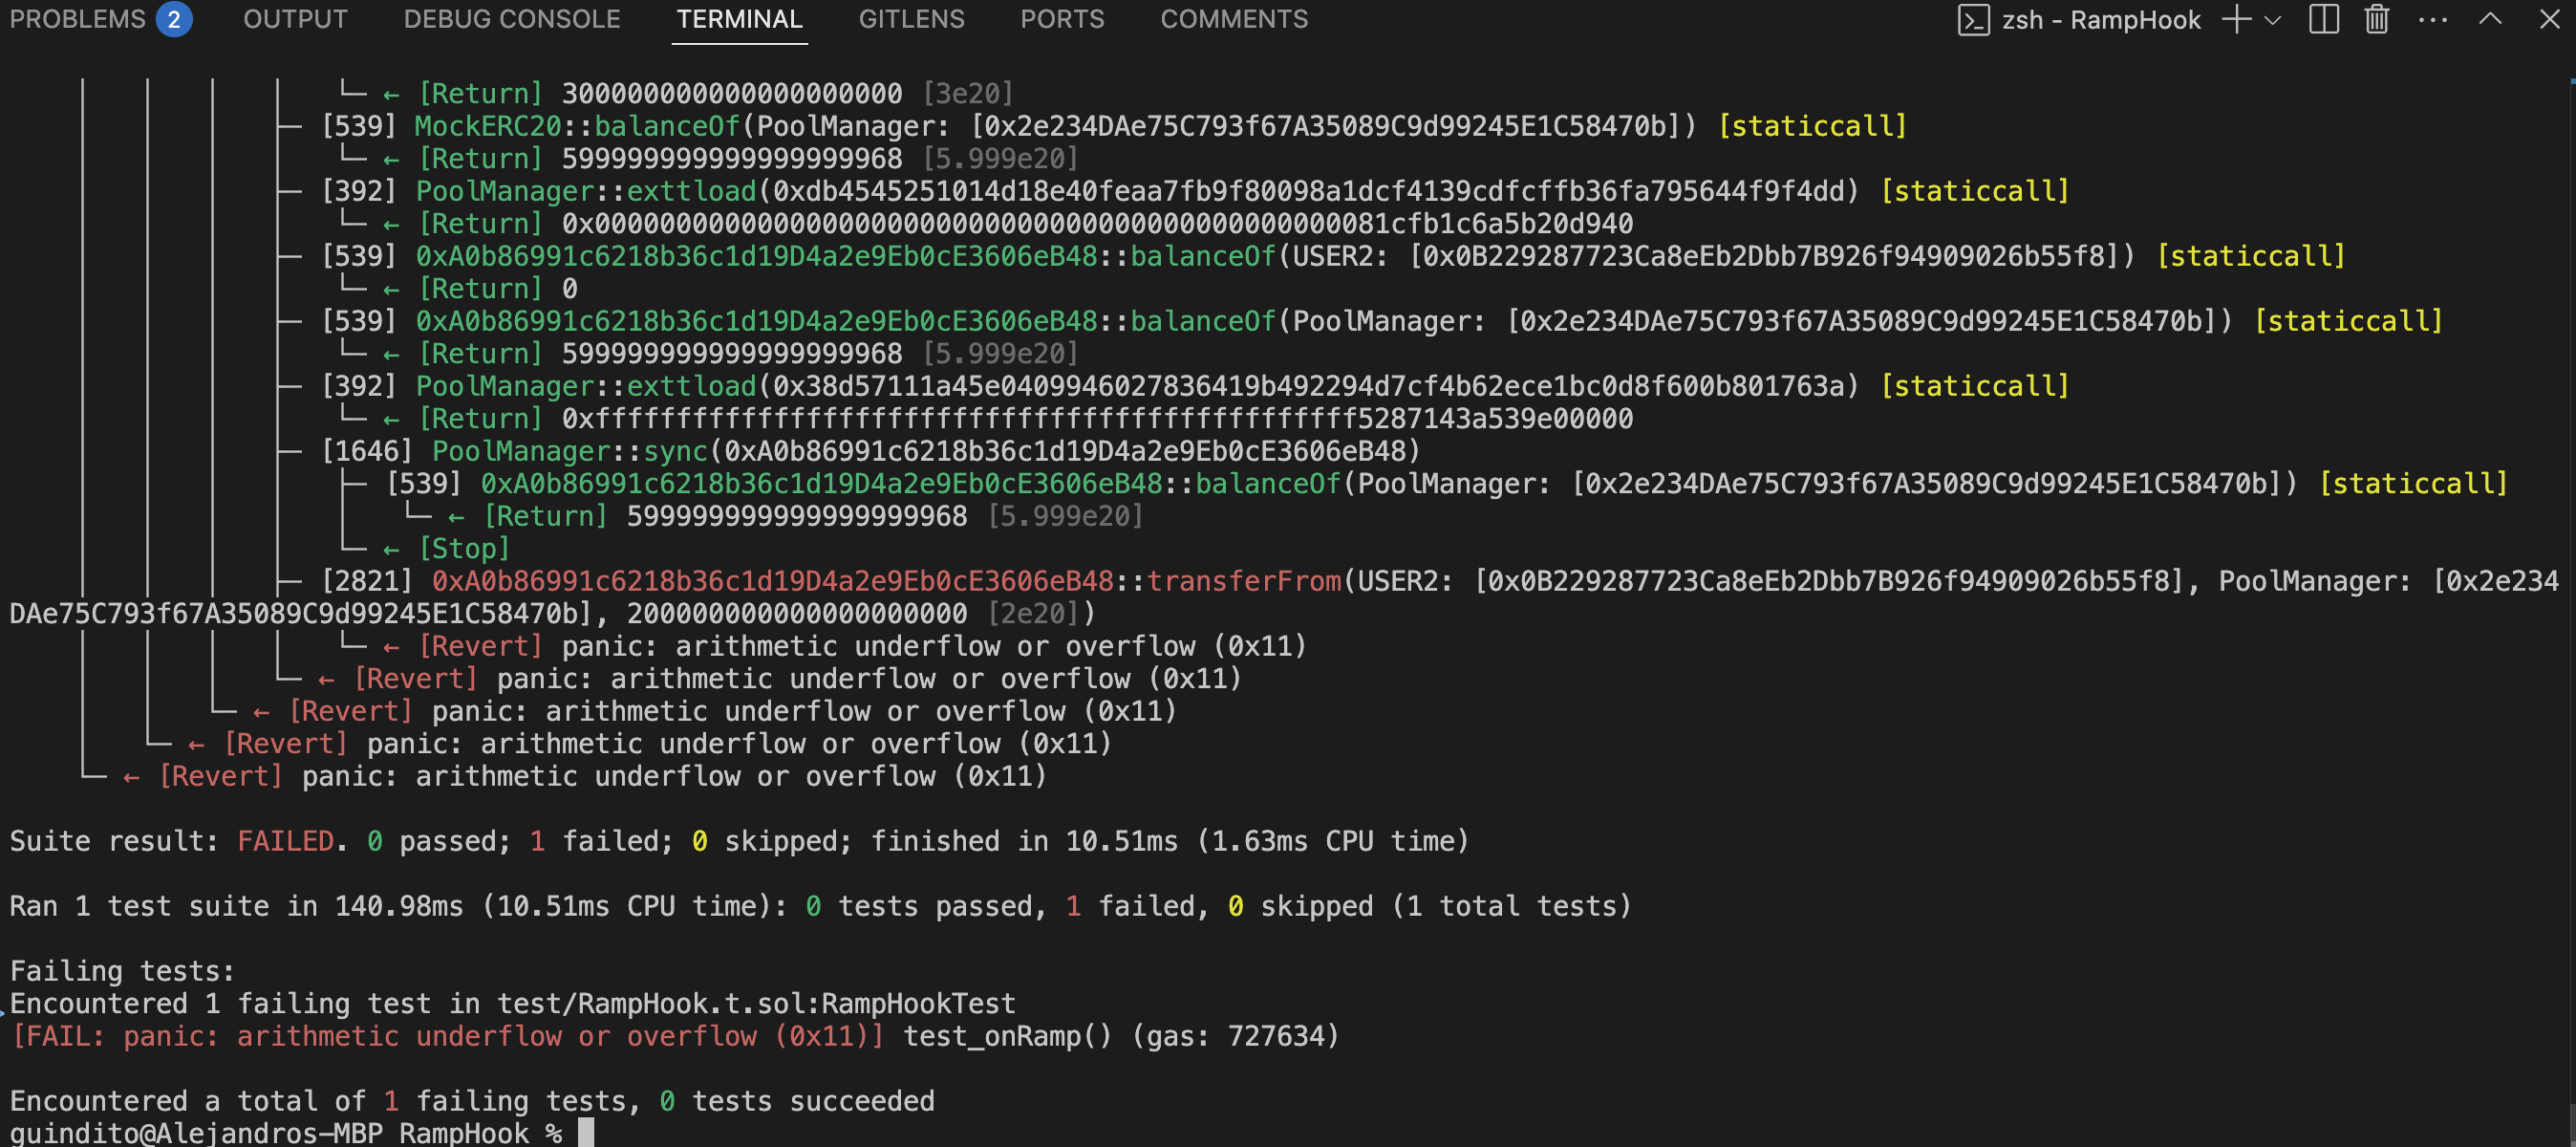 PROBLEMS 2 OUTPUT DEBUG CONSOLE TERMINAL GITLENS PORTS COMMENTS zsh - RampHook
└─ ← [Return] 300000000000000000000 [3e20]
├─ [539] MockERC20::balanceOf(PoolManager: [0x2e234DAe75C793f67A35089C9d99245E1C58470b]) [staticcall]
└─ ← [Return] 599999999999999999968 [5.999e20]
├─ [392] PoolManager::exttload(0xdb4545251014d18e40feaa7fb9f80098a1dcf4139cdfcffb36fa795644f9f4dd) [staticcall]
└─ ← [Return] 0x00000000000000000000000000000000000000000000000081cfb1c6a5b20d940
├─ [539] 0xA0b86991c6218b36c1d19D4a2e9Eb0cE3606eB48::balanceOf(USER2: [0x0B229287723Ca8eEb2Dbb7B926f94909026b55f8]) [staticcall]
└─ ← [Return] 0
├─ [539] 0xA0b86991c6218b36c1d19D4a2e9Eb0cE3606eB48::balanceOf(PoolManager: [0x2e234DAe75C793f67A35089C9d99245E1C58470b]) [staticcall]
└─ ← [Return] 599999999999999999968 [5.999e20]
├─ [392] PoolManager::exttload(0x38d57111a45e0409946027836419b492294d7cf4b62ece1bc0d8f600b801763a) [staticcall]
└─ ← [Return] 0xfffffffffffffffffffffffffffffffffffffffffffffff5287143a539e00000
├─ [1646] PoolManager::sync(0xA0b86991c6218b36c1d19D4a2e9Eb0cE3606eB48)
├─ [539] 0xA0b86991c6218b36c1d19D4a2e9Eb0cE3606eB48::balanceOf(PoolManager: [0x2e234DAe75C793f67A35089C9d99245E1C58470b]) [staticcall]
└─ ← [Return] 599999999999999999968 [5.999e20]
└─ ← [Stop]
├─ [2821] 0xA0b86991c6218b36c1d19D4a2e9Eb0cE3606eB48::transferFrom(USER2: [0x0B229287723Ca8eEb2Dbb7B926f94909026b55f8], PoolManager: [0x2e234
DAe75C793f67A35089C9d99245E1C58470b], 200000000000000000000 [2e20])
└─ ← [Revert] panic: arithmetic underflow or overflow (0x11)
└─ ← [Revert] panic: arithmetic underflow or overflow (0x11)
└─ ← [Revert] panic: arithmetic underflow or overflow (0x11)
└─ ← [Revert] panic: arithmetic underflow or overflow (0x11)
└─ ← [Revert] panic: arithmetic underflow or overflow (0x11)
Suite result: FAILED. 0 passed; 1 failed; 0 skipped; finished in 10.51ms (1.63ms CPU time)
Ran 1 test suite in 140.98ms (10.51ms CPU time): 0 tests passed, 1 failed, 0 skipped (1 total tests)
Failing tests:
Encountered 1 failing test in test/RampHook.t.sol:RampHookTest
[FAIL: panic: arithmetic underflow or overflow (0x11)] test_onRamp() (gas: 727634)
Encountered a total of 1 failing tests, 0 tests succeeded
guindito@Alejandros-MBP RampHook %